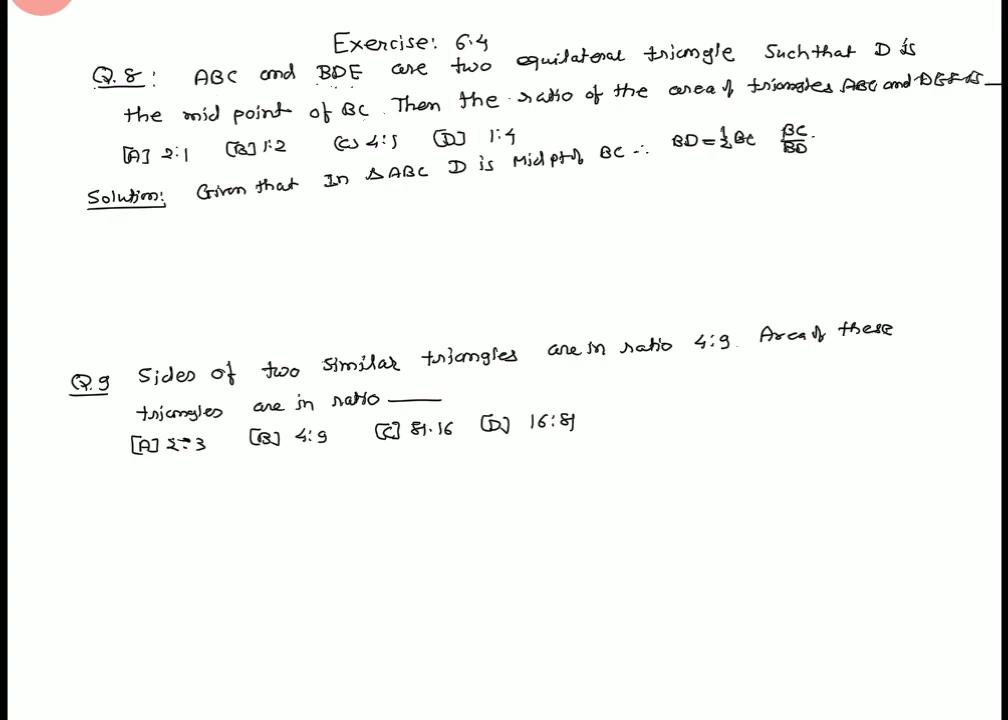 Exercise: 6.4
Q.8: ABC and BDE are two equilateral triangle Such that D is
the mid point of BC. Then the ratio of the area of triangles ABC and is
[A] 2:1 [B] 1:2 [C] 4:1 [D] 1:4
Solution: Given that In △ABC D is Mid pt of BC ∴ BD=½BC BC/BD.
Q.9 Sides of two Similar triangles are in ratio 4:9. Area of these
triangles are in ratio ____
[A] 2:3 [B] 4:9 [C] 81.16 [D] 16:81